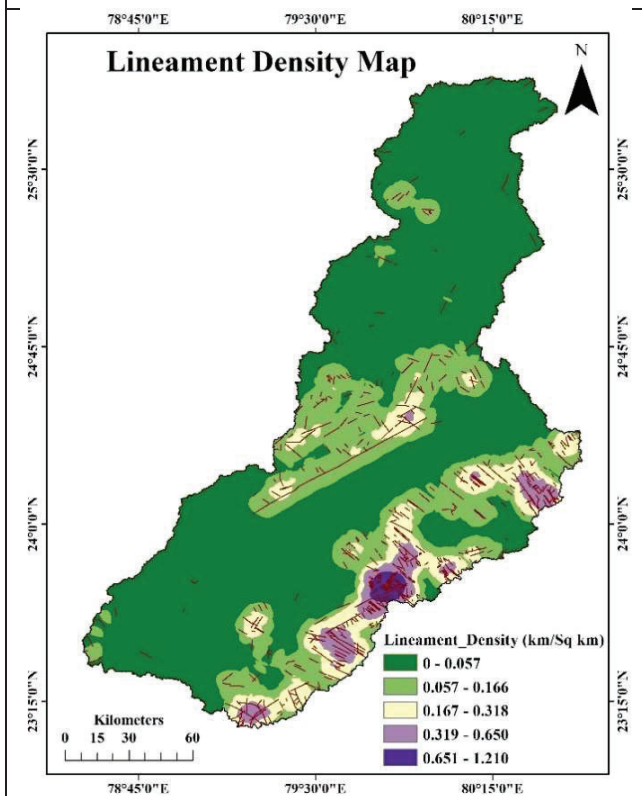 78°45'0"E 79°30'0"E 80°15'0"E
Lineament Density Map
N
25°30'0"N 25°30'0"N
24°45'0"N 24°45'0"N
24°0'0"N 24°0'0"N
23°15'0"N 23°15'0"N
Lineament_Density (km/Sq km)
0 - 0.057
0.057 - 0.166
0.167 - 0.318
0.319 - 0.650
0.651 - 1.210
Kilometers
0 15 30 60
78°45'0"E 79°30'0"E 80°15'0"E